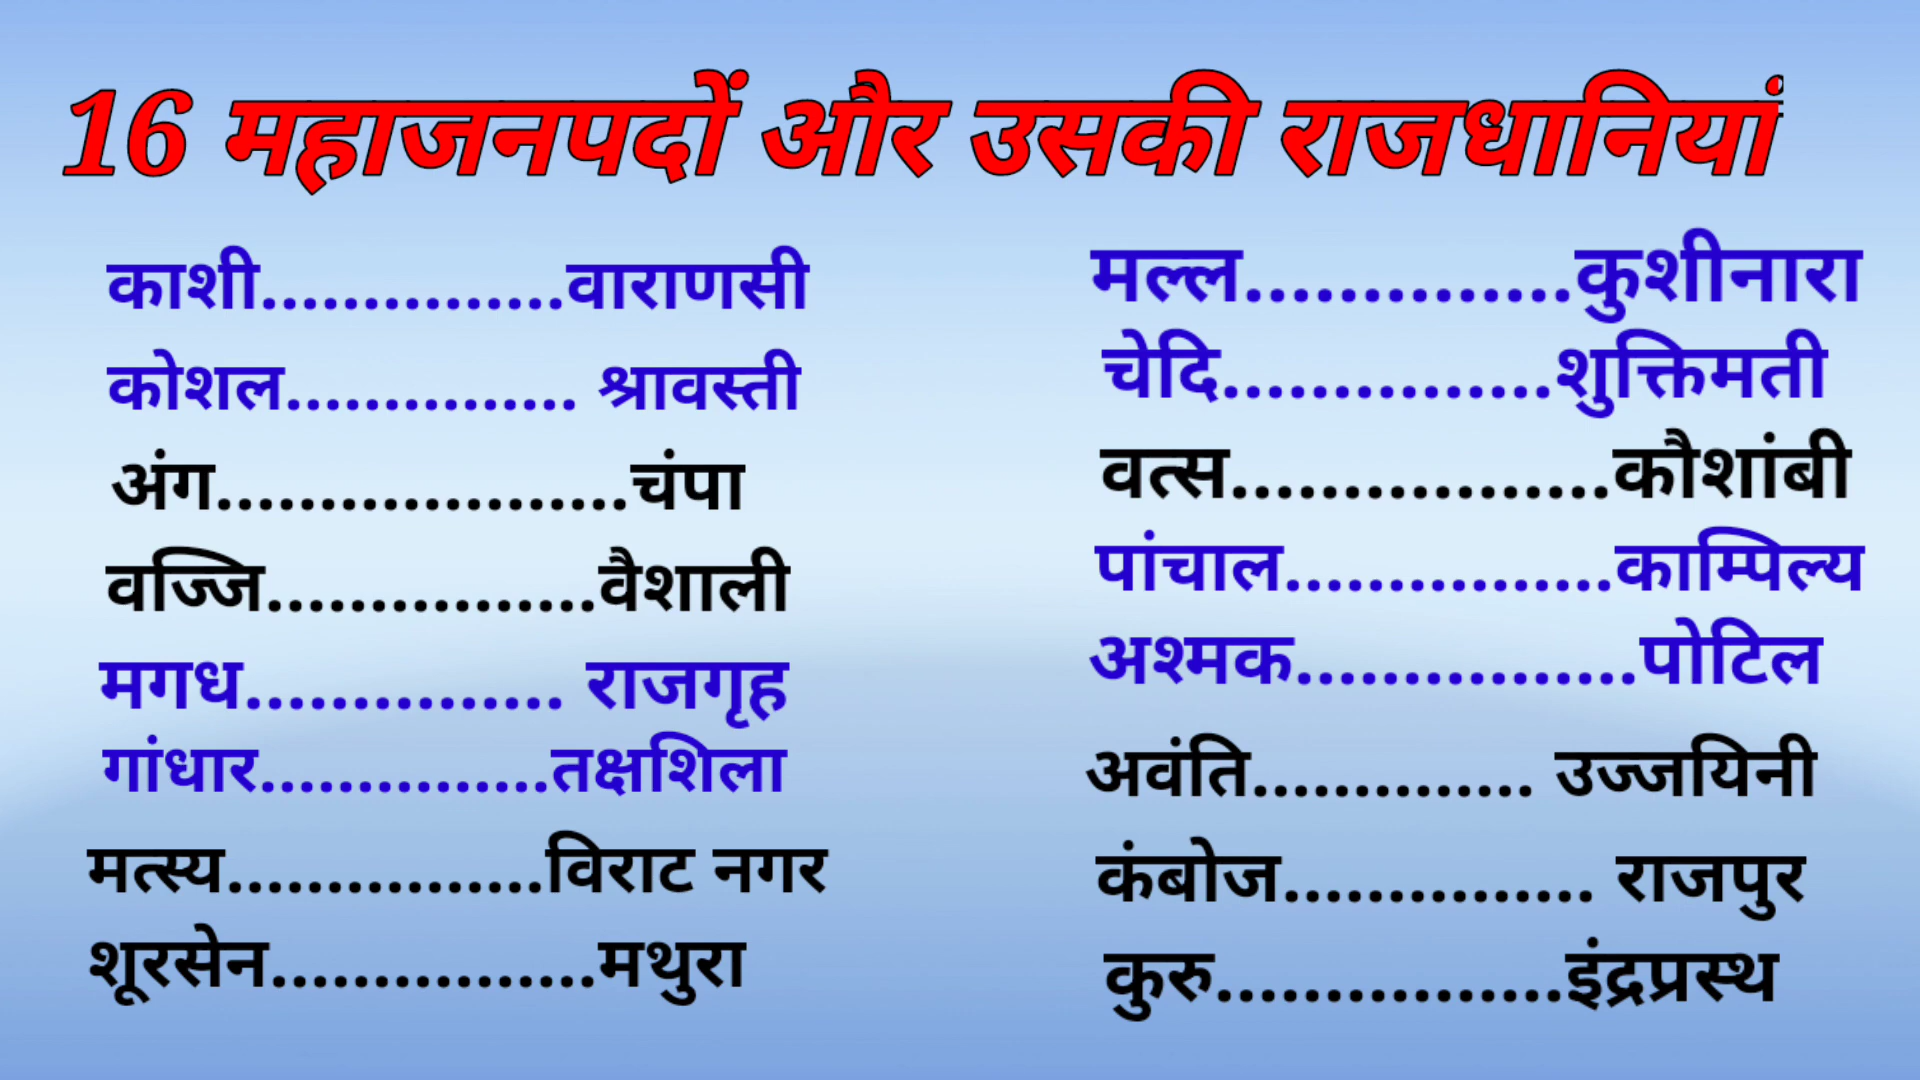 16 महाजनपदों और उसकी राजधानियां
काशी...............वाराणसी
कोशल............... श्रावस्ती
अंग....................चंपा
वज्जि................वैशाली
मगध............... राजगृह
गांधार...............तक्षशिला
मत्स्य................विराट नगर
शूरसेन................मथुरा
मल्ल..............कुशीनारा
चेदि...............शुक्तिमती
वत्स.................कौशांबी
पांचाल................काम्पिल्य
अश्मक................पोटिल
अवंति.............. उज्जयिनी
कंबोज............... राजपुर
कुरु................इंद्रप्रस्थ